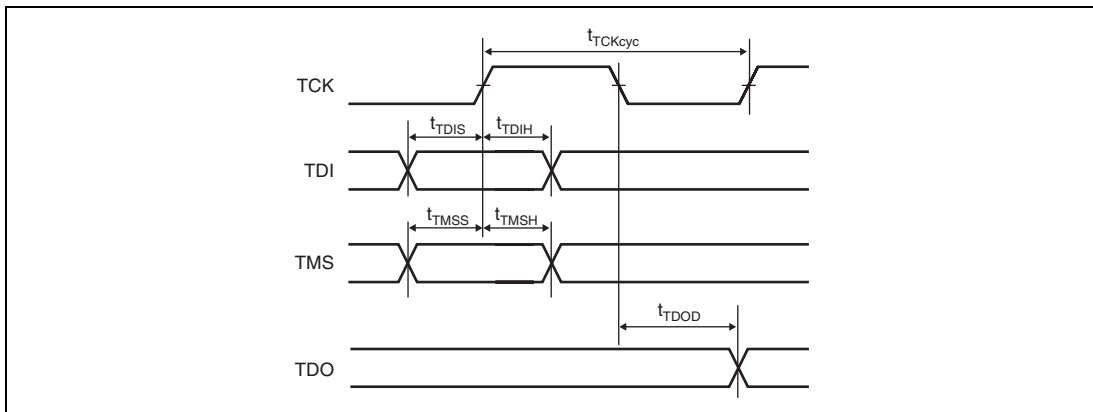 tTCKcyc
TCK
tTDIS tTDIH
TDI
tTMSS tTMSH
TMS
tTDOD
TDO